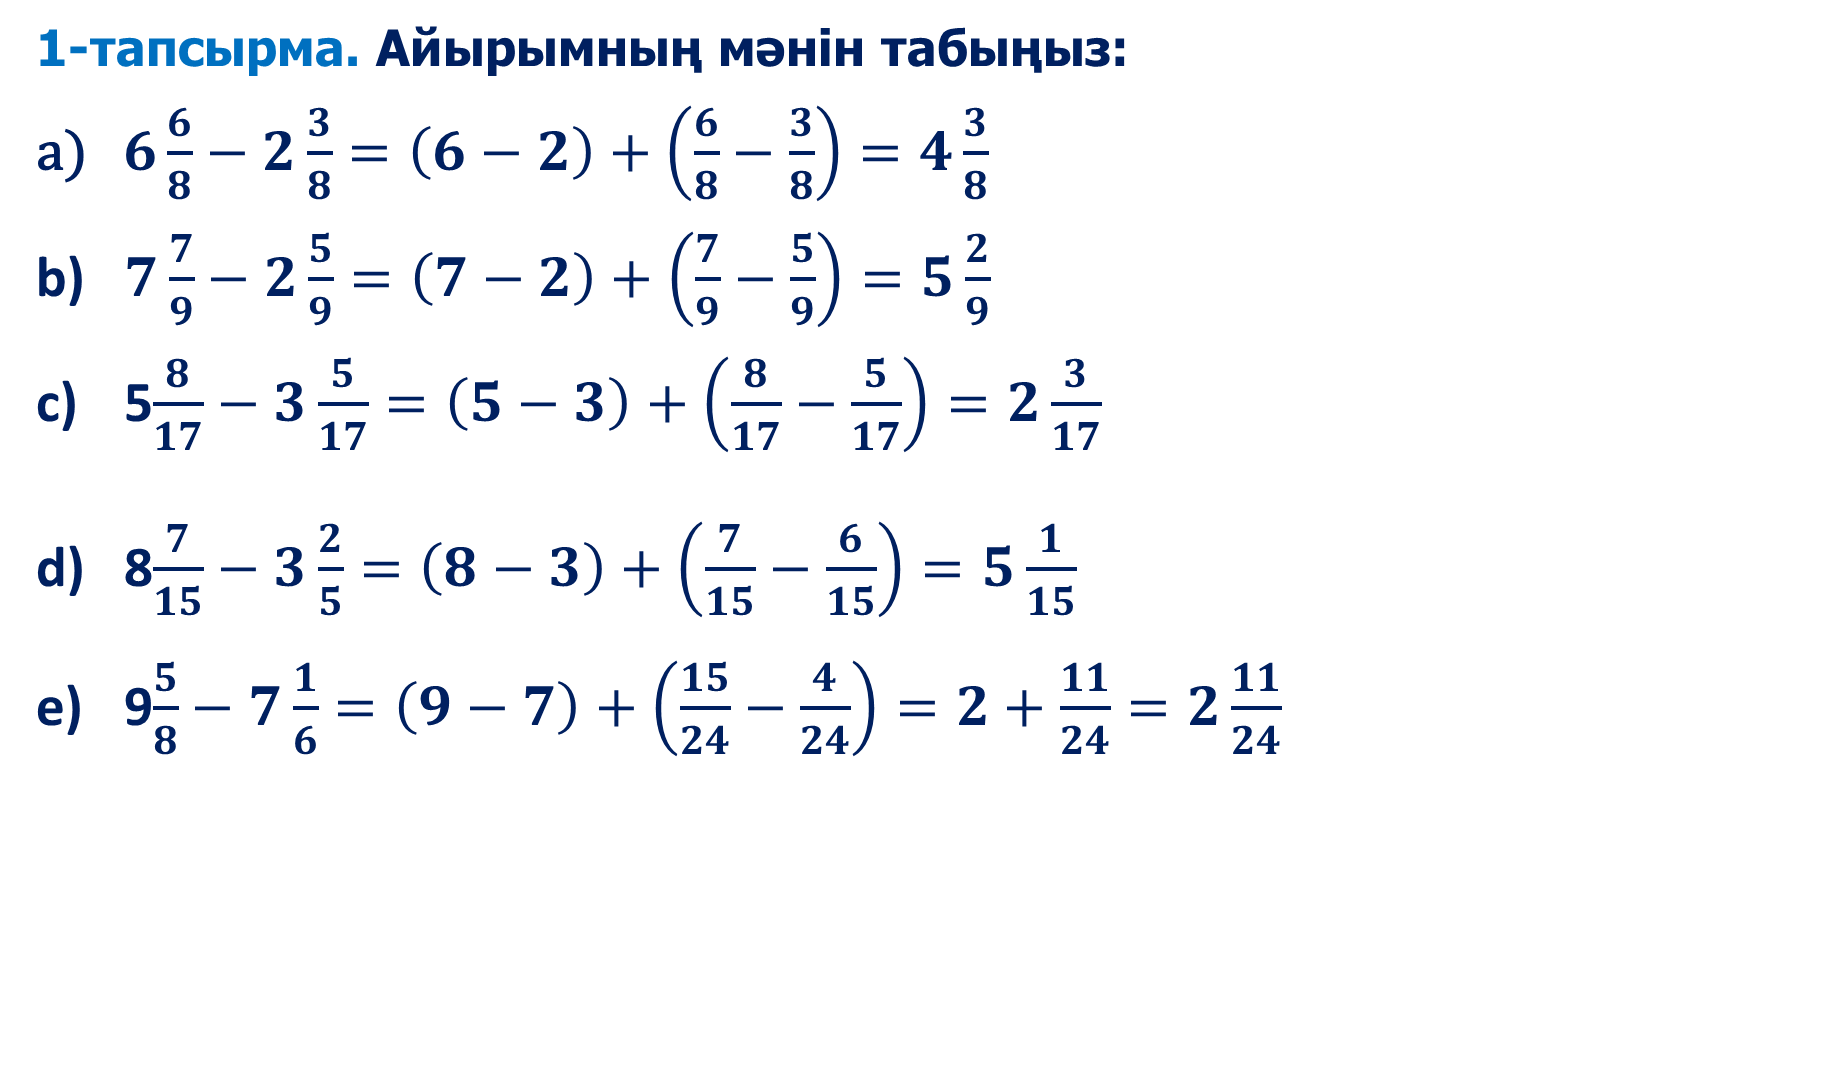 1-тапсырма. Айырымның мәнін табыңыз:
a) 6 6/8 − 2 3/8 = (6 − 2) + (6/8 − 3/8) = 4 3/8
b) 7 7/9 − 2 5/9 = (7 − 2) + (7/9 − 5/9) = 5 2/9
c) 5 8/17 − 3 5/17 = (5 − 3) + (8/17 − 5/17) = 2 3/17
d) 8 7/15 − 3 2/5 = (8 − 3) + (7/15 − 6/15) = 5 1/15
e) 9 5/8 − 7 1/6 = (9 − 7) + (15/24 − 4/24) = 2 + 11/24 = 2 11/24